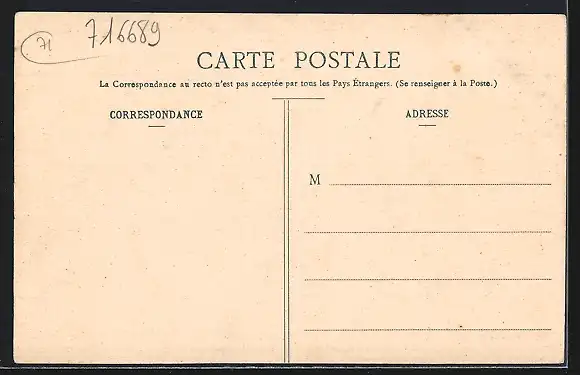 71 716689
CARTE POSTALE
La Correspondance au recto n'est pas acceptée par tous les Pays Étrangers. (Se renseigner à la Poste.)
CORRESPONDANCE
ADRESSE
M